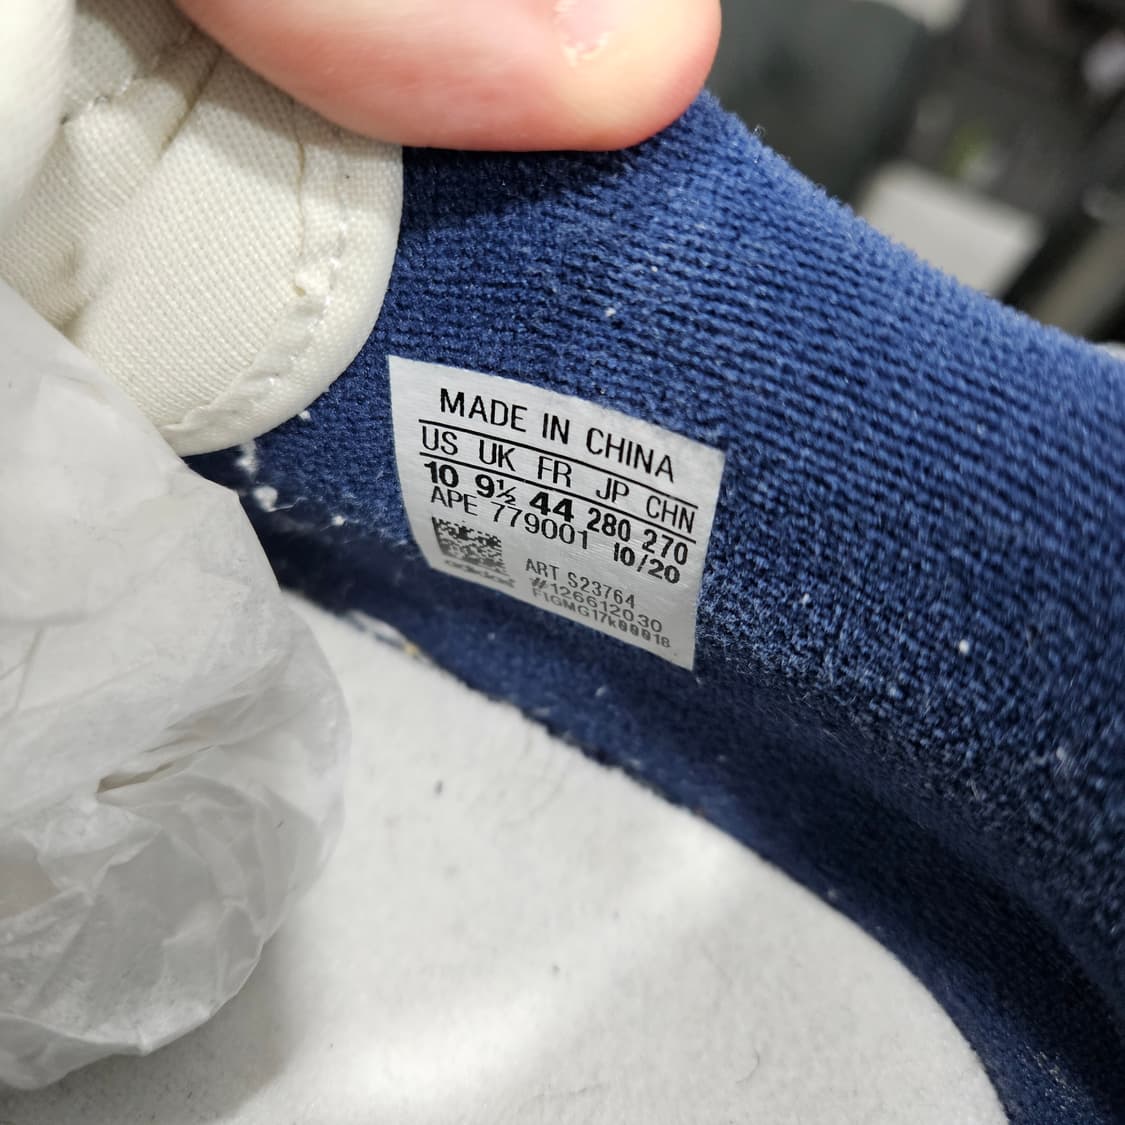 MADE IN CHINA
US UK FR JP CHN
10 9½ 44 280 270
APE 779001 10/20
ART S23764
#126612030
F1GMG17k00018
adidas